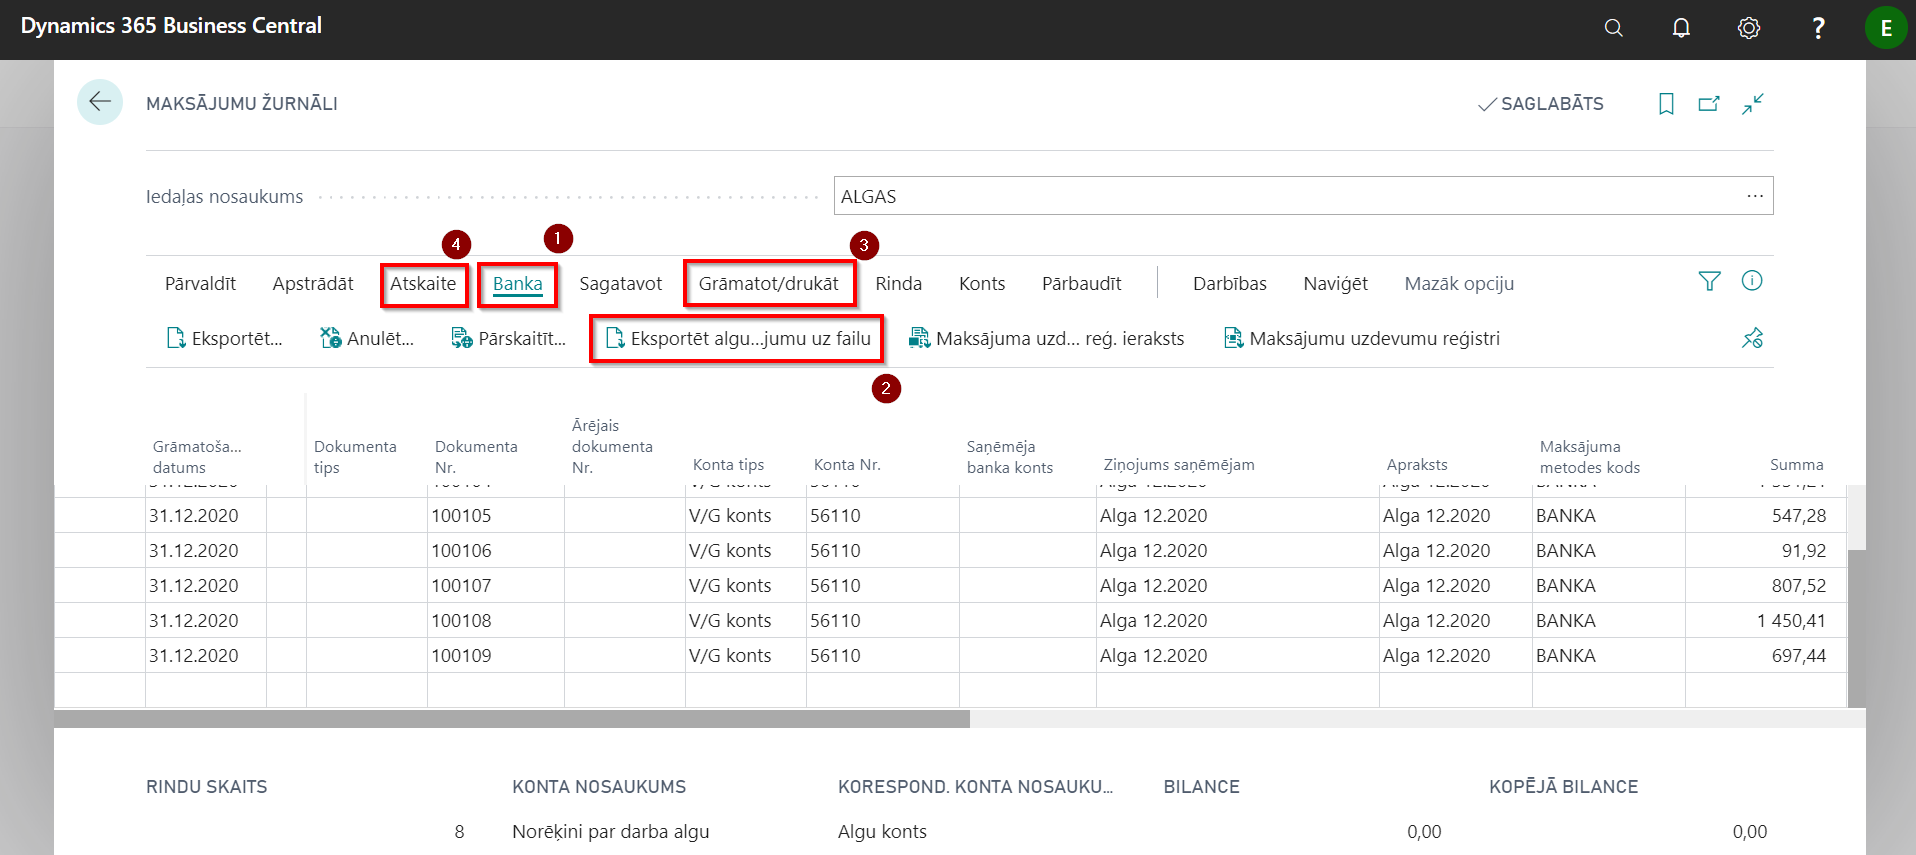 Dynamics 365 Business Central
?
E
MAKSĀJUMU ŽURNĀLI
SAGLABĀTS
Iedaļas nosaukums
ALGAS
4
1
3
Pārvaldīt Apstrādāt Atskaite Banka Sagatavot Grāmatot/drukāt Rinda Konts Pārbaudīt Darbības Naviģēt Mazāk opciju
Eksportēt... Anulēt... Pārskaitīt... Eksportēt algu...jumu uz failu Maksājuma uzd... reģ. ieraksts Maksājumu uzdevumu reģistri
2
Grāmatoša... datums
Dokumenta tips
Dokumenta Nr.
Ārējais dokumenta Nr.
Konta tips
Konta Nr.
Saņēmēja banka konts
Ziņojums saņēmējam
Apraksts
Maksājuma metodes kods
Summa
31.12.2020 100105 V/G konts 56110 Alga 12.2020 Alga 12.2020 BANKA 547,28
31.12.2020 100106 V/G konts 56110 Alga 12.2020 Alga 12.2020 BANKA 91,92
31.12.2020 100107 V/G konts 56110 Alga 12.2020 Alga 12.2020 BANKA 807,52
31.12.2020 100108 V/G konts 56110 Alga 12.2020 Alga 12.2020 BANKA 1 450,41
31.12.2020 100109 V/G konts 56110 Alga 12.2020 Alga 12.2020 BANKA 697,44
RINDU SKAITS KONTA NOSAUKUMS KORESPOND. KONTA NOSAUKU... BILANCE KOPĒJĀ BILANCE
8 Norēķini par darba algu Algu konts 0,00 0,00